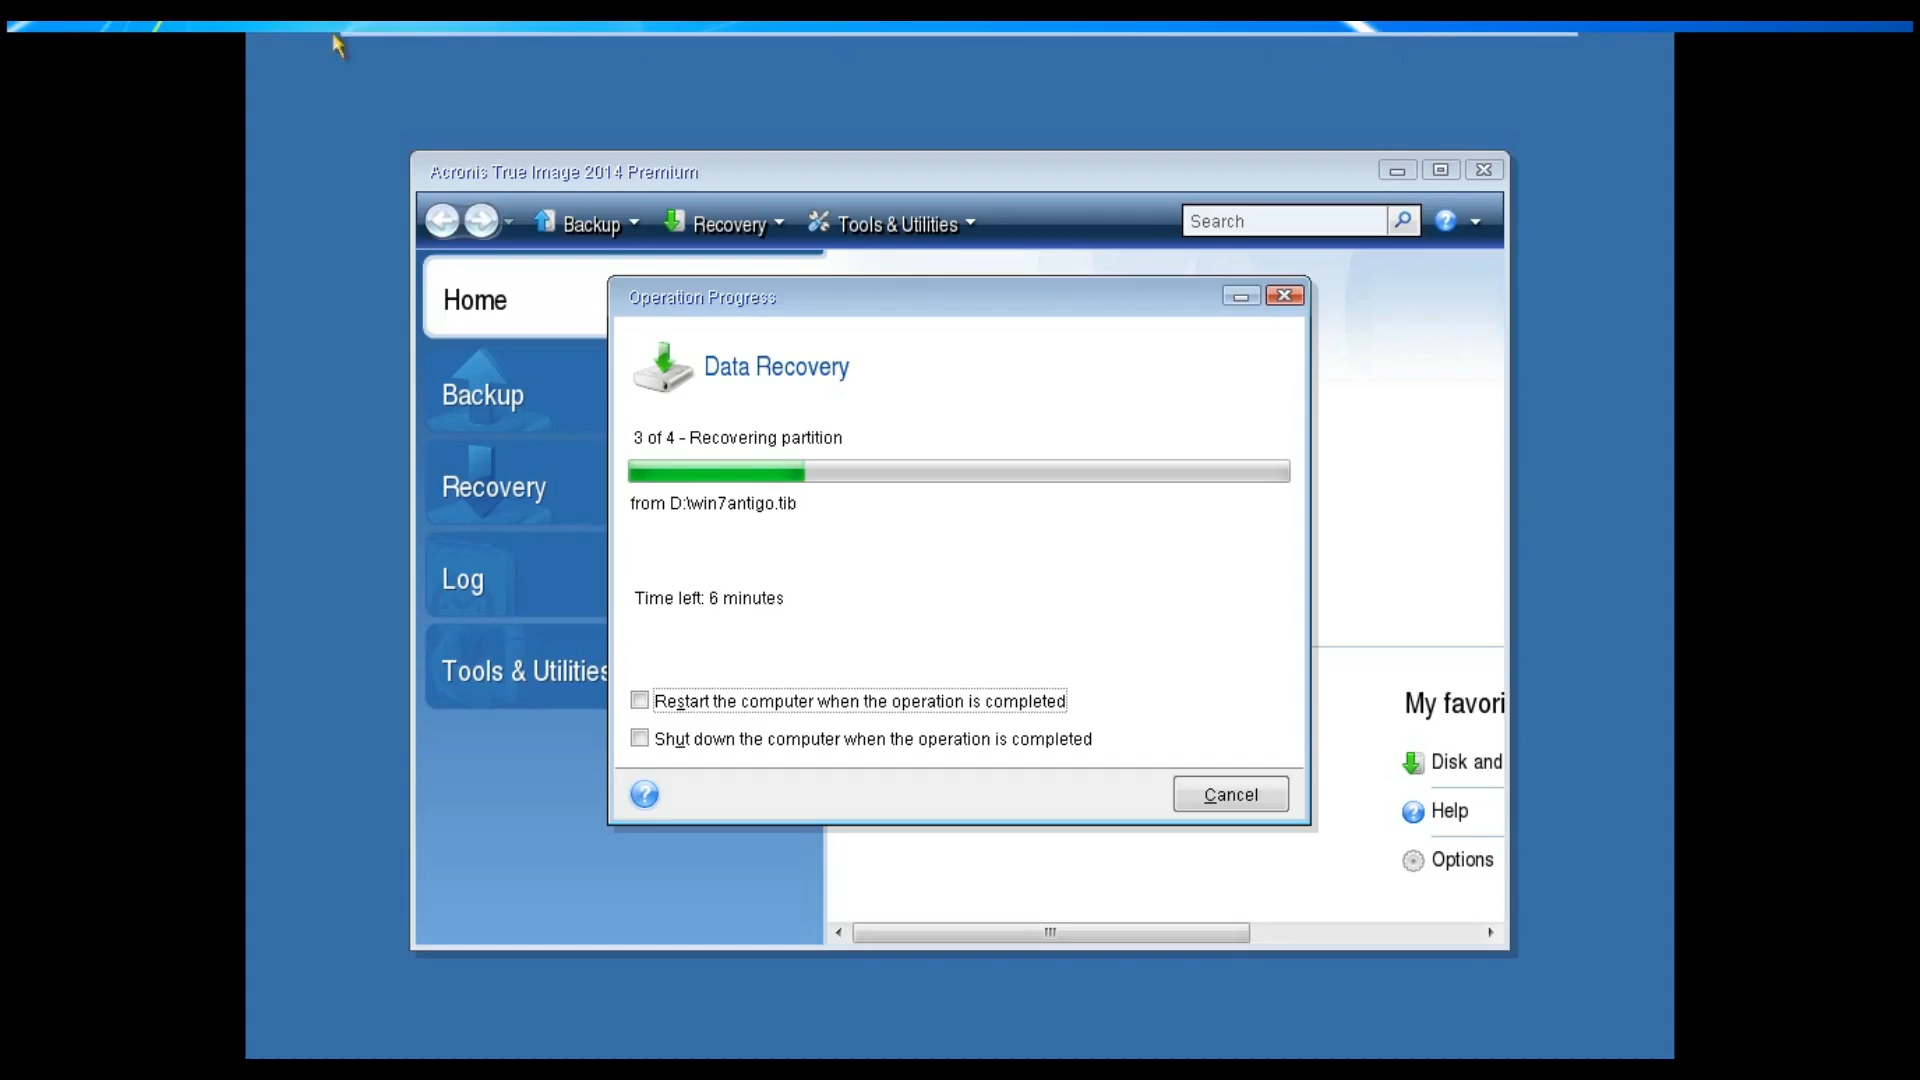 Acronis True Image 2014 Premium
Backup Recovery Tools & Utilities Search
Home
Backup
Recovery
Log
Tools & Utilities
Operation Progress
Data Recovery
3 of 4 - Recovering partition
from D:\win7antigo.tib
Time left: 6 minutes
Restart the computer when the operation is completed
Shut down the computer when the operation is completed
Cancel
My favori
Disk and
Help
Options